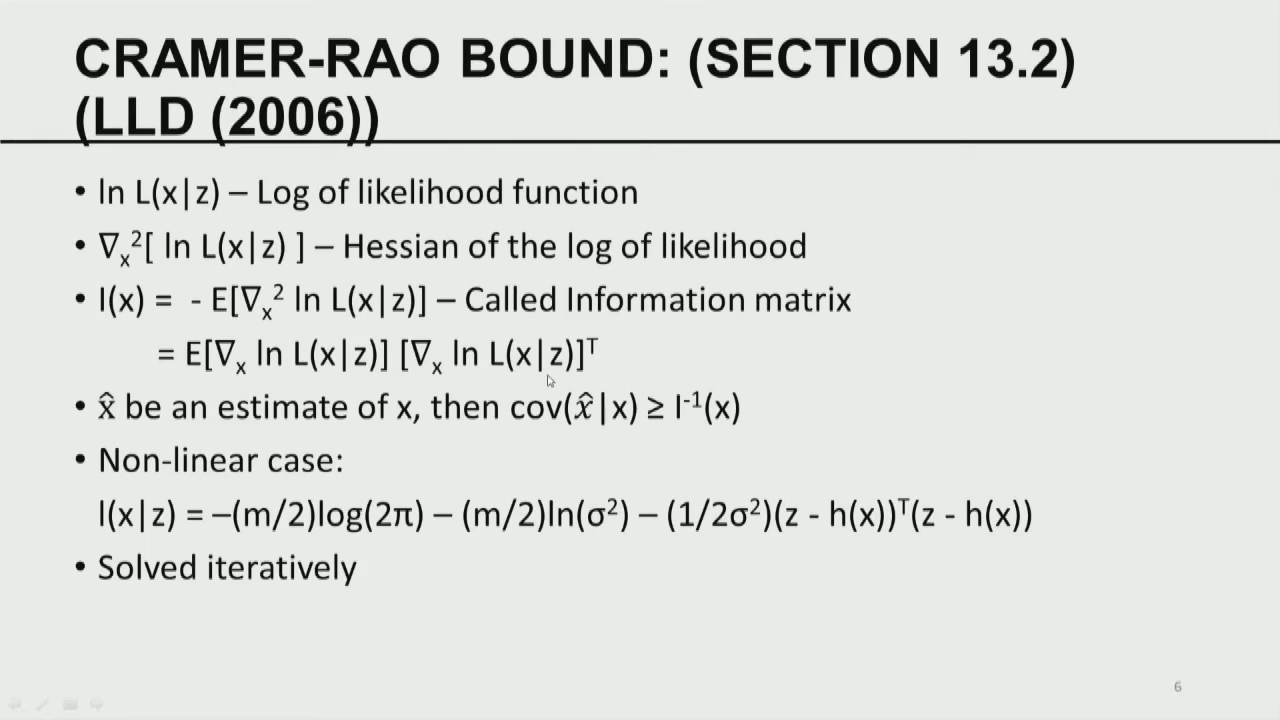 CRAMER-RAO BOUND: (SECTION 13.2)
(LLD (2006))
• ln L(x|z) – Log of likelihood function
• ∇ₓ²[ ln L(x|z) ] – Hessian of the log of likelihood
• I(x) = - E[∇ₓ² ln L(x|z)] – Called Information matrix
= E[∇ₓ ln L(x|z)] [∇ₓ ln L(x|z)]ᵀ
• x̂ be an estimate of x, then cov(x̂|x) ≥ I⁻¹(x)
• Non-linear case:
l(x|z) = –(m/2)log(2π) – (m/2)ln(σ²) – (1/2σ²)(z - h(x))ᵀ(z - h(x))
• Solved iteratively
6